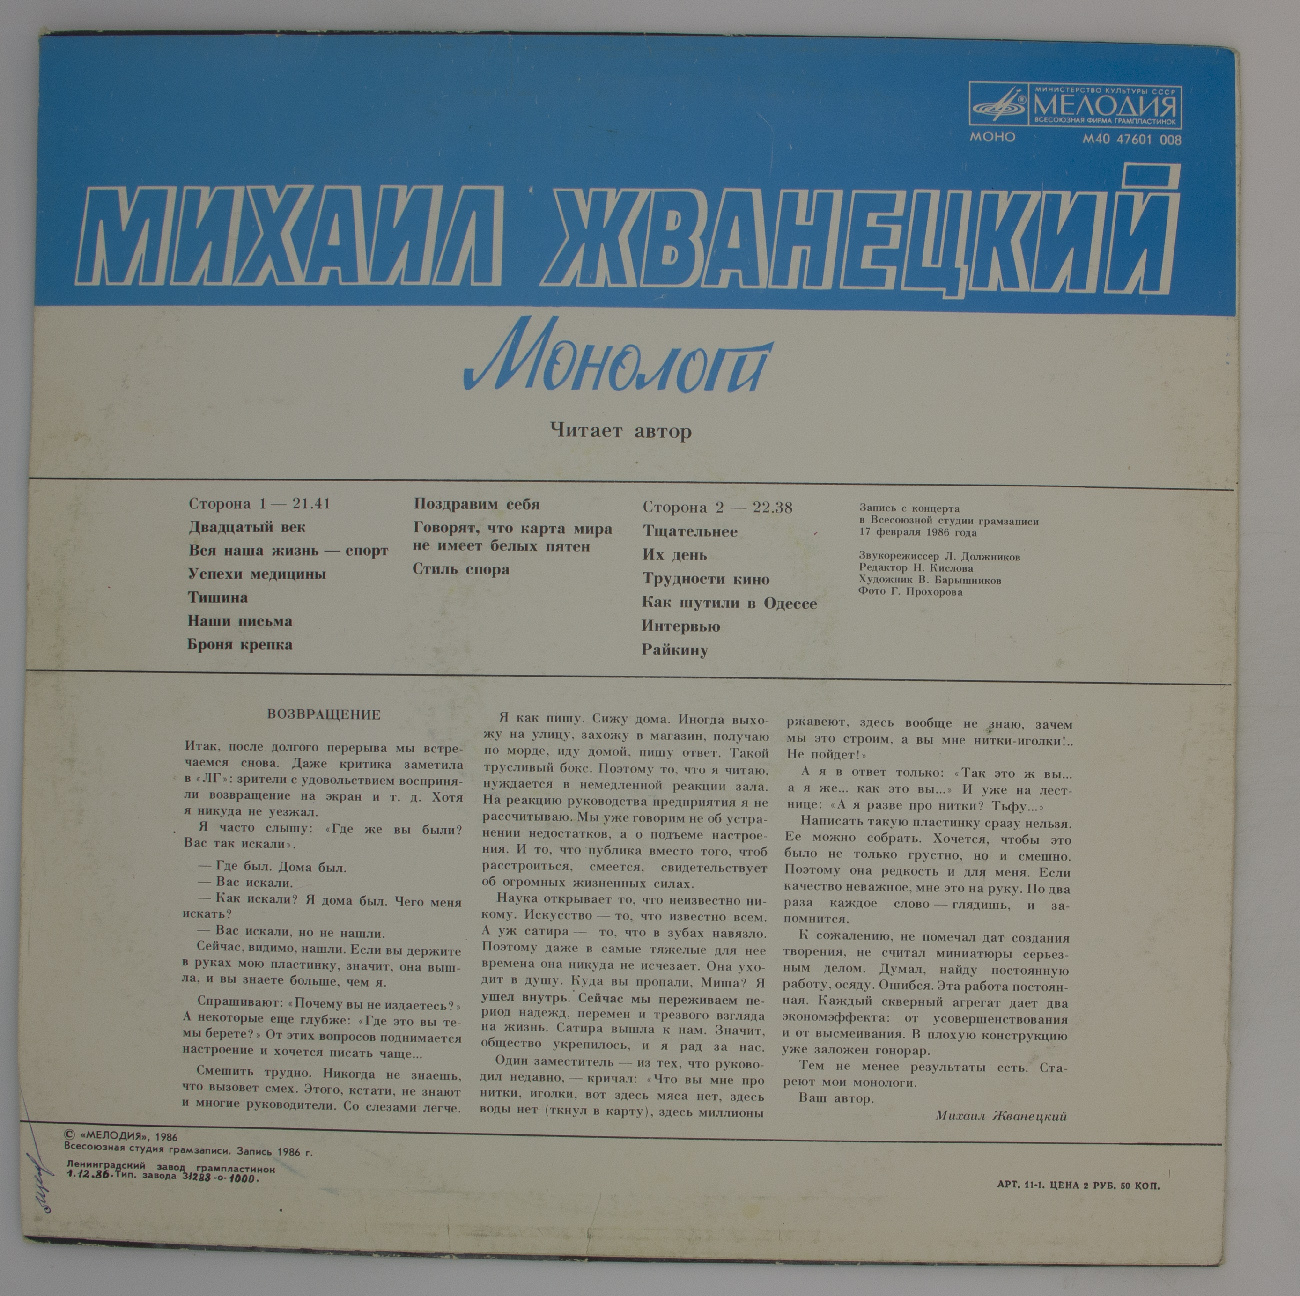 МИНИСТЕРСТВО КУЛЬТУРЫ СССР
МЕЛОДИЯ
ВСЕСОЮЗНАЯ ФИРМА ГРАМПЛАСТИНОК
МОНО М40 47601 008
МИХАИЛ ЖВАНЕЦКИЙ
Монологи
Читает автор
Сторона 1 — 21.41
Двадцатый век
Вся наша жизнь — спорт
Успехи медицины
Тишина
Наши письма
Броня крепка
Поздравим себя
Говорят, что карта мира
не имеет белых пятен
Стиль спора
Сторона 2 — 22.38
Тщательнее
Их день
Трудности кино
Как шутили в Одессе
Интервью
Райкину
Запись с концерта
в Всесоюзной студии грамзаписи
17 февраля 1986 года
Звукорежиссер Л. Должников
Редактор Н. Кислова
Художник В. Барышников
Фото Г. Прохорова
ВОЗВРАЩЕНИЕ
Итак, после долгого перерыва мы встре-
чаемся снова. Даже критика заметила
в «ЛГ»: зрители с удовольствием восприня-
ли возвращение на экран и т. д. Хотя
я никуда не уезжал.
Я часто слышу: «Где же вы были?
Вас так искали».
— Где был. Дома был.
— Вас искали.
— Как искали? Я дома был. Чего меня
искать?
— Вас искали, но не нашли.
Сейчас, видимо, нашли. Если вы держите
в руках мою пластинку, значит, она выш-
ла, и вы знаете больше, чем я.
Спрашивают: «Почему вы не издаетесь?»
А некоторые еще глубже: «Где это вы те-
мы берете?» От этих вопросов поднимается
настроение и хочется писать чаще...
Смешить трудно. Никогда не знаешь,
что вызовет смех. Этого, кстати, не знают
и многие руководители. Со слезами легче.
Я как пишу. Сижу дома. Иногда выхо-
жу на улицу, захожу в магазин, получаю
по морде, иду домой, пишу ответ. Такой
трусливый бокс. Поэтому то, что я читаю,
нуждается в немедленной реакции зала.
На реакцию руководства предприятия я не
рассчитываю. Мы уже говорим не об устра-
нении недостатков, а о подъеме настрое-
ния. И то, что публика вместо того, чтоб
расстроиться, смеется, свидетельствует
об огромных жизненных силах.
Наука открывает то, что неизвестно ни-
кому. Искусство — то, что известно всем.
А уж сатира — то, что в зубах навязло.
Поэтому даже в самые тяжелые для нее
времена она никуда не исчезает. Она ухо-
дит в душу. Куда вы пропали, Миша? Я
ушел внутрь. Сейчас мы переживаем пе-
риод надежд, перемен и трезвого взгляда
на жизнь. Сатира вышла к нам. Значит,
общество укрепилось, и я рад за нас.
Один заместитель — из тех, что руково-
дил недавно, — кричал: «Что вы мне про
нитки, иголки, вот здесь мяса нет, здесь
воды нет (ткнул в карту), здесь миллионы
ржавеют, здесь вообще не знаю, зачем
мы это строим, а вы мне нитки-иголки!..
Не пойдет!»
А я в ответ только: «Так это ж вы...
а я же... как это вы...» И уже на лест-
нице: «А я разве про нитки? Тьфу...»
Написать такую пластинку сразу нельзя.
Ее можно собрать. Хочется, чтобы это
было не только грустно, но и смешно.
Поэтому она редкость и для меня. Если
качество неважное, мне это на руку. По два
раза каждое слово — глядишь, и за-
помнится.
К сожалению, не помечал дат создания
творения, не считал миниатюры серьез-
ным делом. Думал, найду постоянную
работу, осяду. Ошибся. Эта работа постоян-
ная. Каждый скверный агрегат дает два
экономэффекта: от усовершенствования
и от высмеивания. В плохую конструкцию
уже заложен гонорар.
Тем не менее результаты есть. Ста-
реют мои монологи.
Ваш автор.
Михаил Жванецкий
© «МЕЛОДИЯ», 1986
Всесоюзная студия грамзаписи. Запись 1986 г.
Ленинградский завод грампластинок
1.12.86. Тип. завода 31283-о-1000.
АРТ. 11-1. ЦЕНА 2 РУБ. 50 КОП.